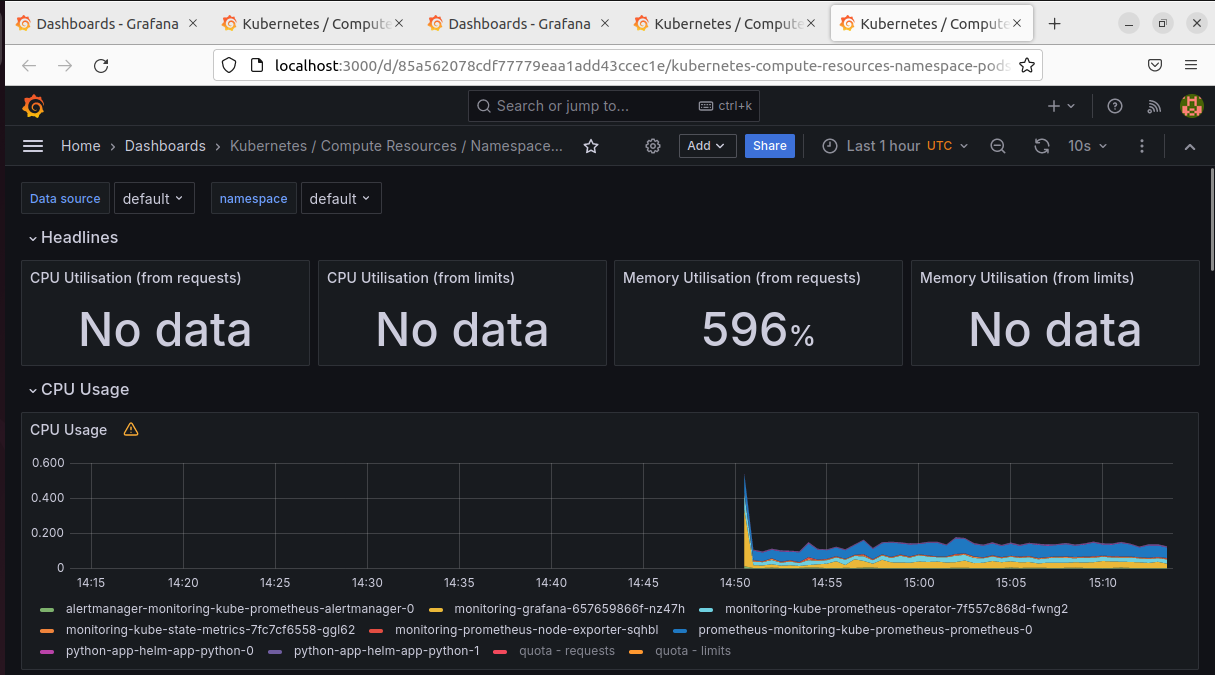 Dashboards - Grafana
Kubernetes / Compute
Dashboards - Grafana
Kubernetes / Compute
Kubernetes / Compute
localhost:3000/d/85a562078cdf77779eaa1add43ccec1e/kubernetes-compute-resources-namespace-pods
Search or jump to... ctrl+k
Home › Dashboards › Kubernetes / Compute Resources / Namespace... Add Share Last 1 hour UTC 10s
Data source default namespace default
Headlines
CPU Utilisation (from requests)
No data
CPU Utilisation (from limits)
No data
Memory Utilisation (from requests)
596%
Memory Utilisation (from limits)
No data
CPU Usage
CPU Usage
0.600
0.400
0.200
0
14:15 14:20 14:25 14:30 14:35 14:40 14:45 14:50 14:55 15:00 15:05 15:10
alertmanager-monitoring-kube-prometheus-alertmanager-0 monitoring-grafana-657659866f-nz47h monitoring-kube-prometheus-operator-7f557c868d-fwng2
monitoring-kube-state-metrics-7fc7cf6558-ggl62 monitoring-prometheus-node-exporter-sqhbl prometheus-monitoring-kube-prometheus-prometheus-0
python-app-helm-app-python-0 python-app-helm-app-python-1 quota - requests quota - limits